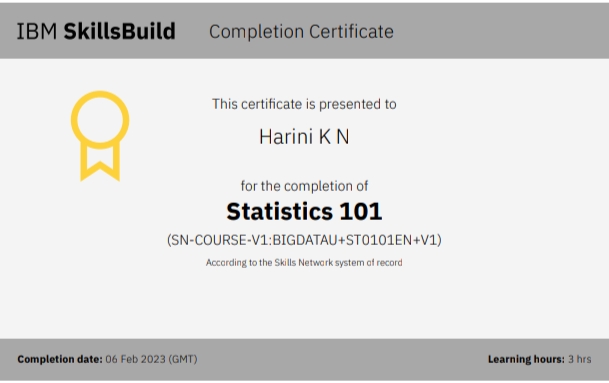 IBM SkillsBuild Completion Certificate
This certificate is presented to
Harini K N
for the completion of
Statistics 101
(SN-COURSE-V1:BIGDATAU+ST0101EN+V1)
According to the Skills Network system of record
Completion date: 06 Feb 2023 (GMT) Learning hours: 3 hrs